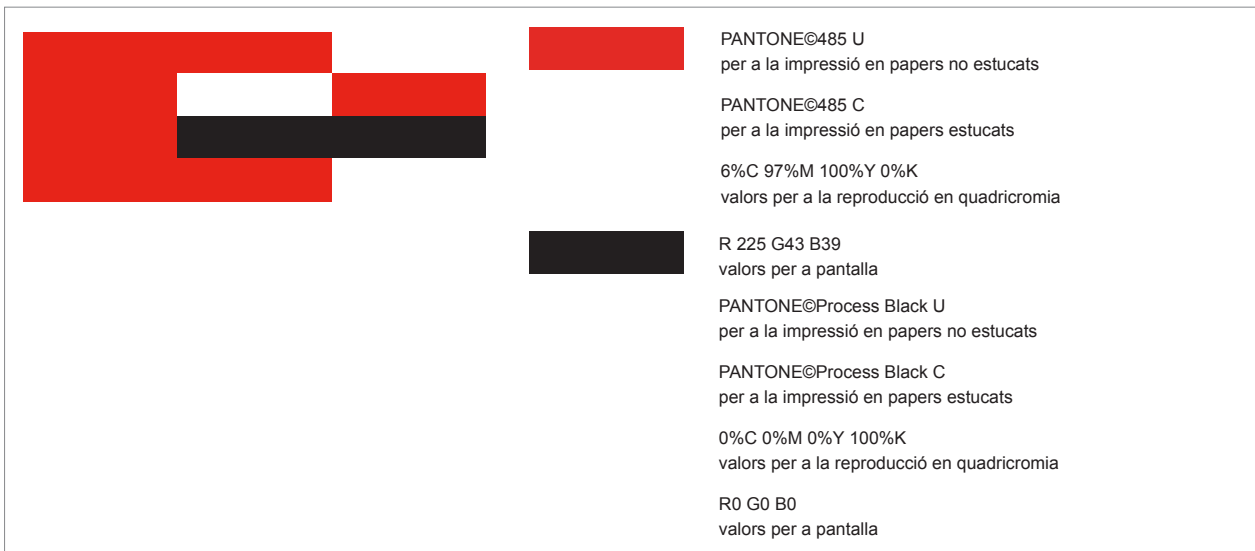 PANTONE©485 U
per a la impressió en papers no estucats
PANTONE©485 C
per a la impressió en papers estucats
6%C 97%M 100%Y 0%K
valors per a la reproducció en quadricromia
R 225 G43 B39
valors per a pantalla
PANTONE©Process Black U
per a la impressió en papers no estucats
PANTONE©Process Black C
per a la impressió en papers estucats
0%C 0%M 0%Y 100%K
valors per a la reproducció en quadricromia
R0 G0 B0
valors per a pantalla